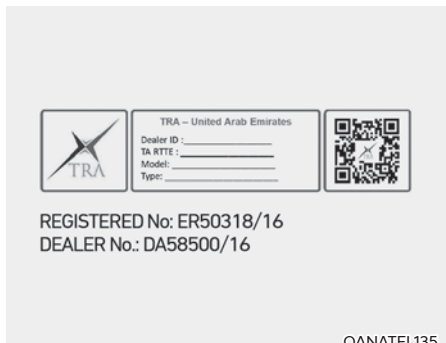 TRA
TRA – United Arab Emirates
Dealer ID :
TA RTTE :
Model:
Type:
TRA
REGISTERED No: ER50318/16
DEALER No.: DA58500/16